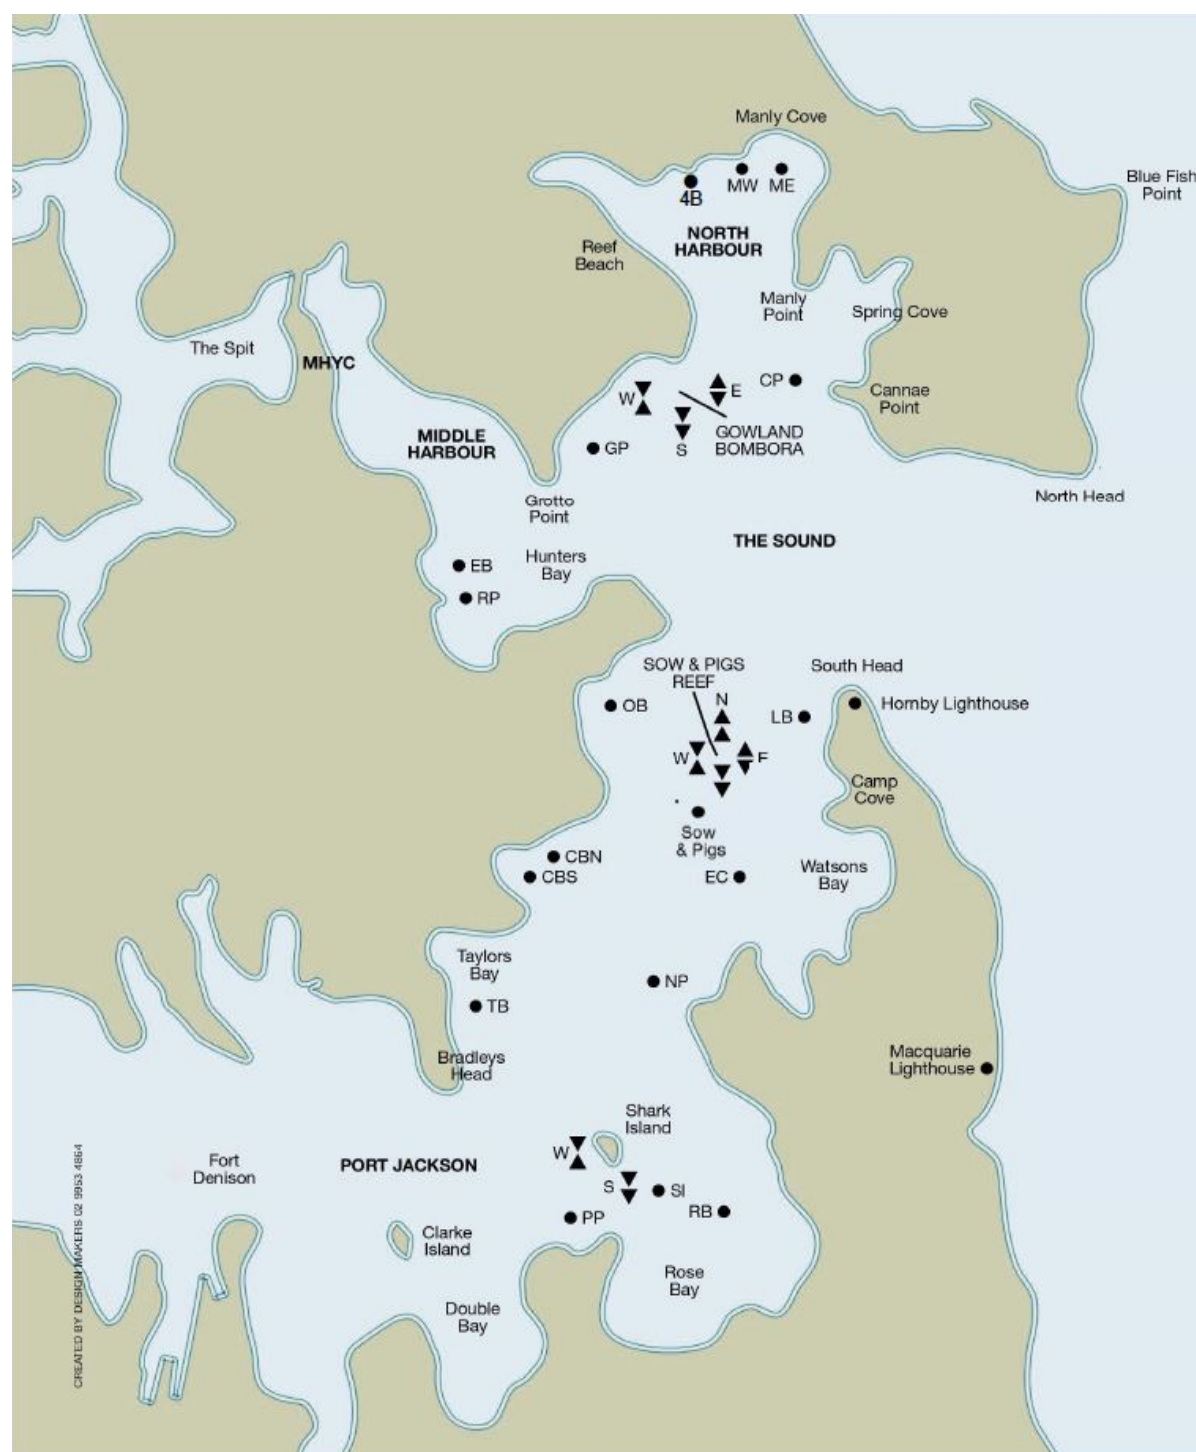 Manly Cove
Blue Fish
Point
4B
MW
ME
NORTH
HARBOUR
Reef
Beach
Manly
Point
Spring Cove
The Spit
MHYC
CP
Cannae
Point
W
E
S
GOWLAND
BOMBORA
MIDDLE
HARBOUR
GP
North Head
Grotto
Point
THE SOUND
Hunters
Bay
EB
RP
SOW & PIGS
REEF
South Head
N
OB
LB
Hornby Lighthouse
W
Camp
Cove
Sow
& Pigs
CBN
CBS
EC
Watsons
Bay
Taylors
Bay
NP
TB
Bradleys
Head
Macquarie
Lighthouse
Shark
Island
W
Fort
Denison
PORT JACKSON
S
SI
RB
PP
Clarke
Island
Rose
Bay
Double
Bay
CREATED BY DESIGN MAKERS 02 9953 4864